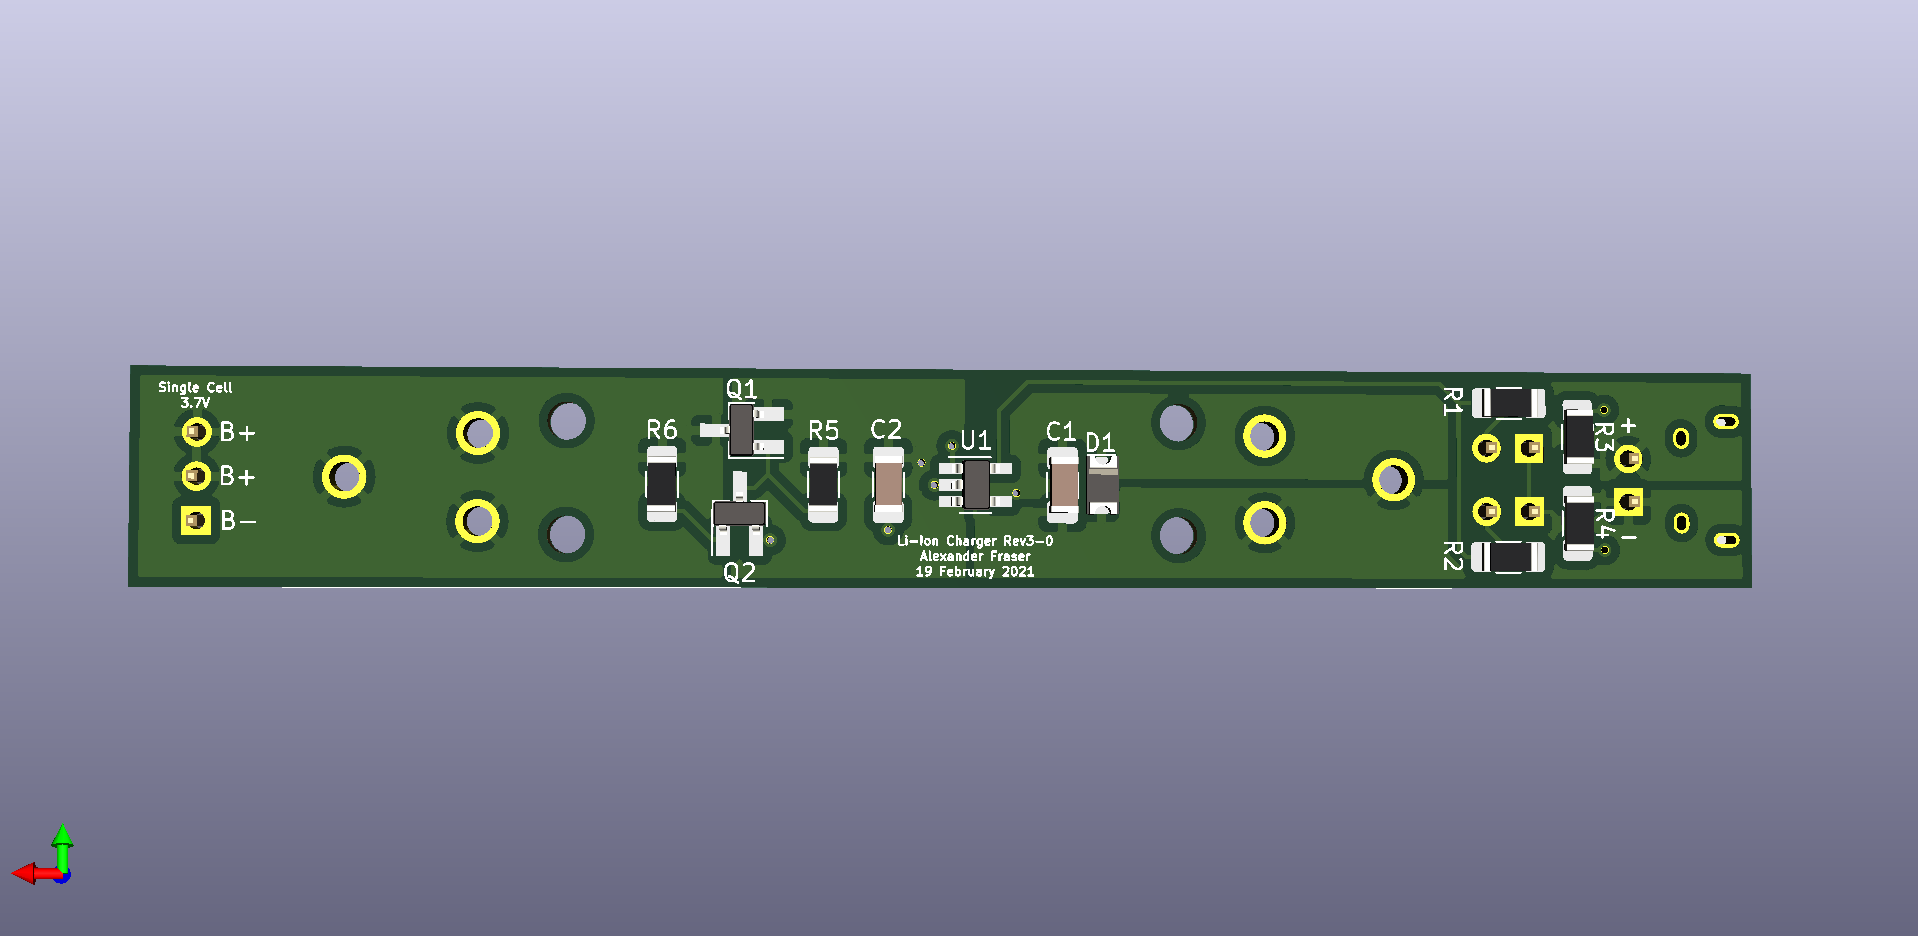 Single Cell
3.7V
B+
B+
B-
R6
Q1
Q2
R5
C2
U1
C1
D1
Li-Ion Charger Rev3-0
Alexander Fraser
19 February 2021
R1
R2
R3
R4
+
-